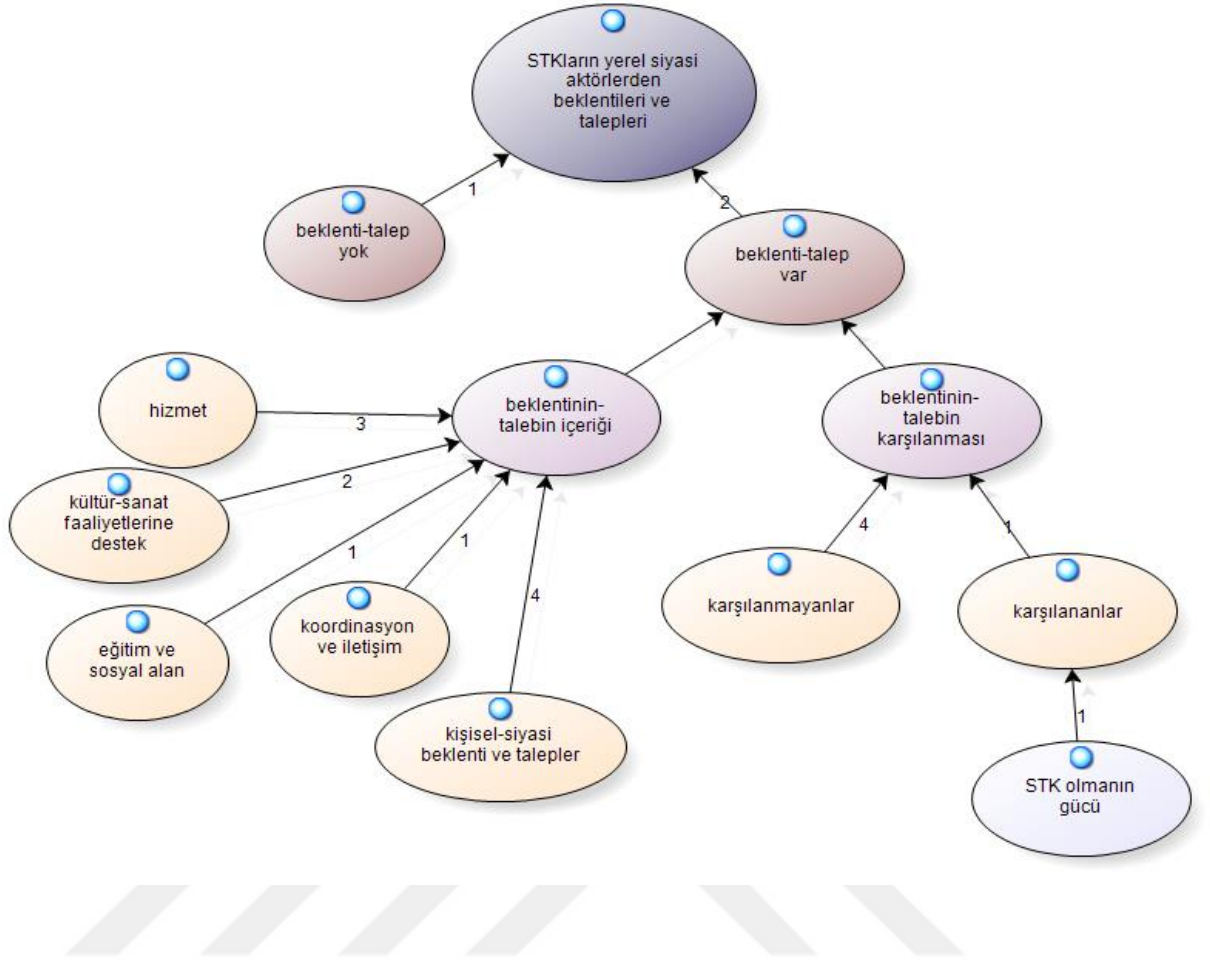 STKların yerel siyasi
aktörlerden
beklentileri ve
talepleri
1
2
beklenti-talep
yok
beklenti-talep
var
hizmet
3
beklentinin-
talebin içeriği
beklentinin-
talebin
karşılanması
kültür-sanat
faaliyetlerine
destek
2
1
1
4
4
1
eğitim ve
sosyal alan
koordinasyon
ve iletişim
karşılanmayanlar
karşılananlar
kişisel-siyasi
beklenti ve talepler
1
STK olmanın
gücü